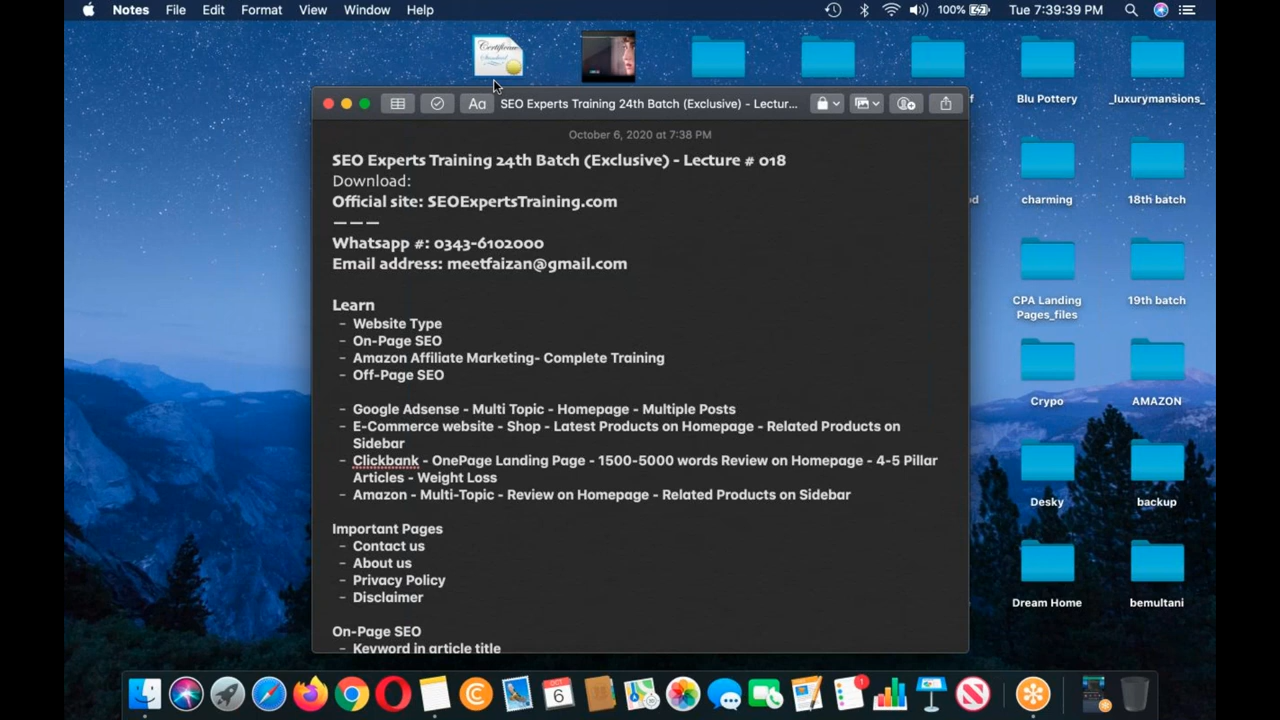 Notes File Edit Format View Window Help 100% Tue 7:39:39 PM
Certificate
Standard
Blu Pottery
_luxurymansions_
Aa SEO Experts Training 24th Batch (Exclusive) - Lectur...
October 6, 2020 at 7:38 PM
SEO Experts Training 24th Batch (Exclusive) - Lecture # 018
Download:
Official site: SEOExpertsTraining.com
———
Whatsapp #: 0343-6102000
Email address: meetfaizan@gmail.com
Learn
- Website Type
- On-Page SEO
- Amazon Affiliate Marketing- Complete Training
- Off-Page SEO
- Google Adsense - Multi Topic - Homepage - Multiple Posts
- E-Commerce website - Shop - Latest Products on Homepage - Related Products on
Sidebar
- Clickbank - OnePage Landing Page - 1500-5000 words Review on Homepage - 4-5 Pillar
Articles - Weight Loss
- Amazon - Multi-Topic - Review on Homepage - Related Products on Sidebar
Important Pages
- Contact us
- About us
- Privacy Policy
- Disclaimer
On-Page SEO
- Keyword in article title
charming
18th batch
CPA Landing
Pages_files
19th batch
Crypo
AMAZON
Desky
backup
Dream Home
bemultani
OCT
6
1